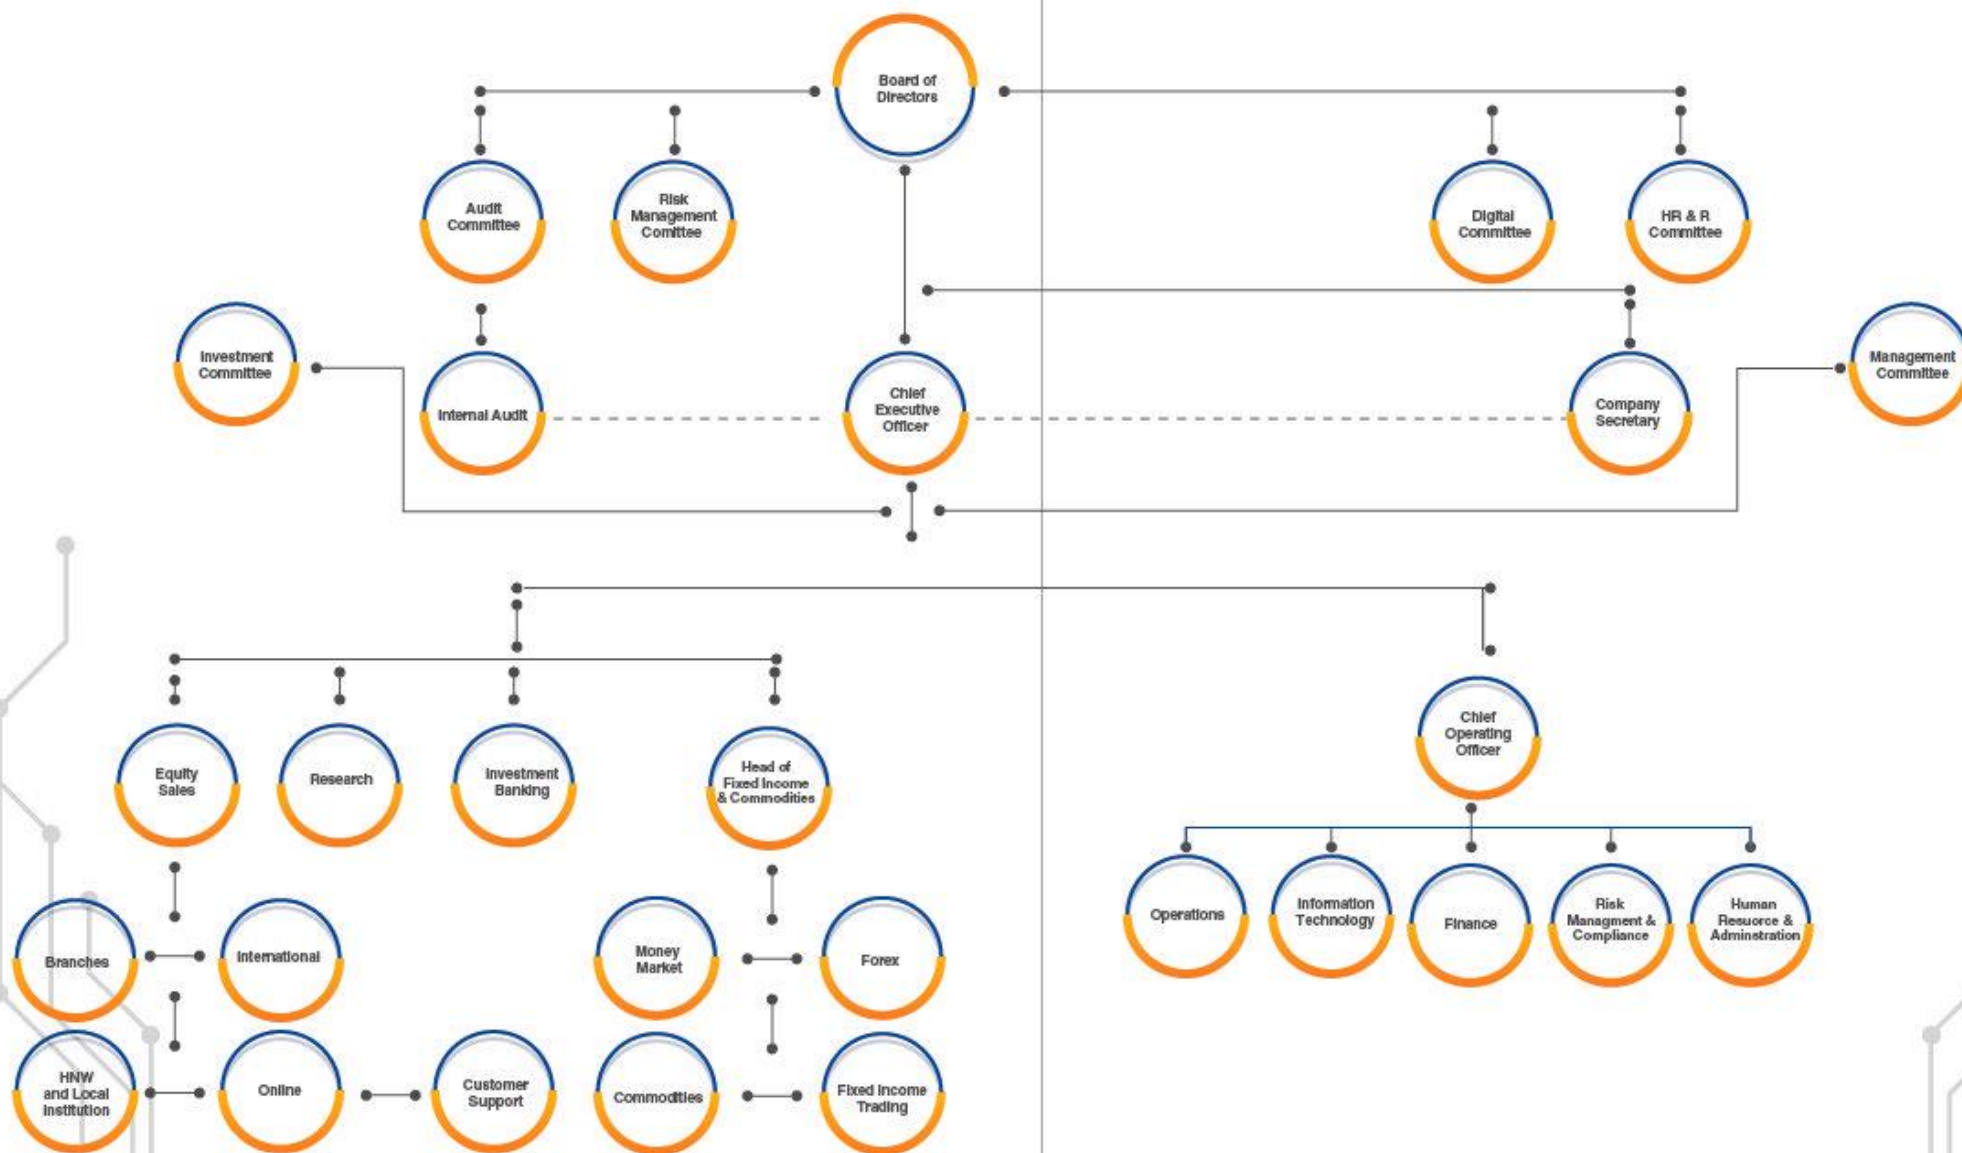 Board of
Directors
Audit
Committee
Risk
Management
Comittee
Digital
Committee
HR & R
Committee
Investment
Committee
Internal Audit
Chief
Executive
Officer
Company
Secretary
Management
Committee
Equity
Sales
Research
Investment
Banking
Head of
Fixed Income
& Commodities
Chief
Operating
Officer
Branches
International
Money
Market
Forex
Operations
Information
Technology
Finance
Risk
Managment &
Compliance
Human
Resuorce &
Adminstration
HNW
and Local
Institution
Online
Customer
Support
Commodities
Fixed Income
Trading